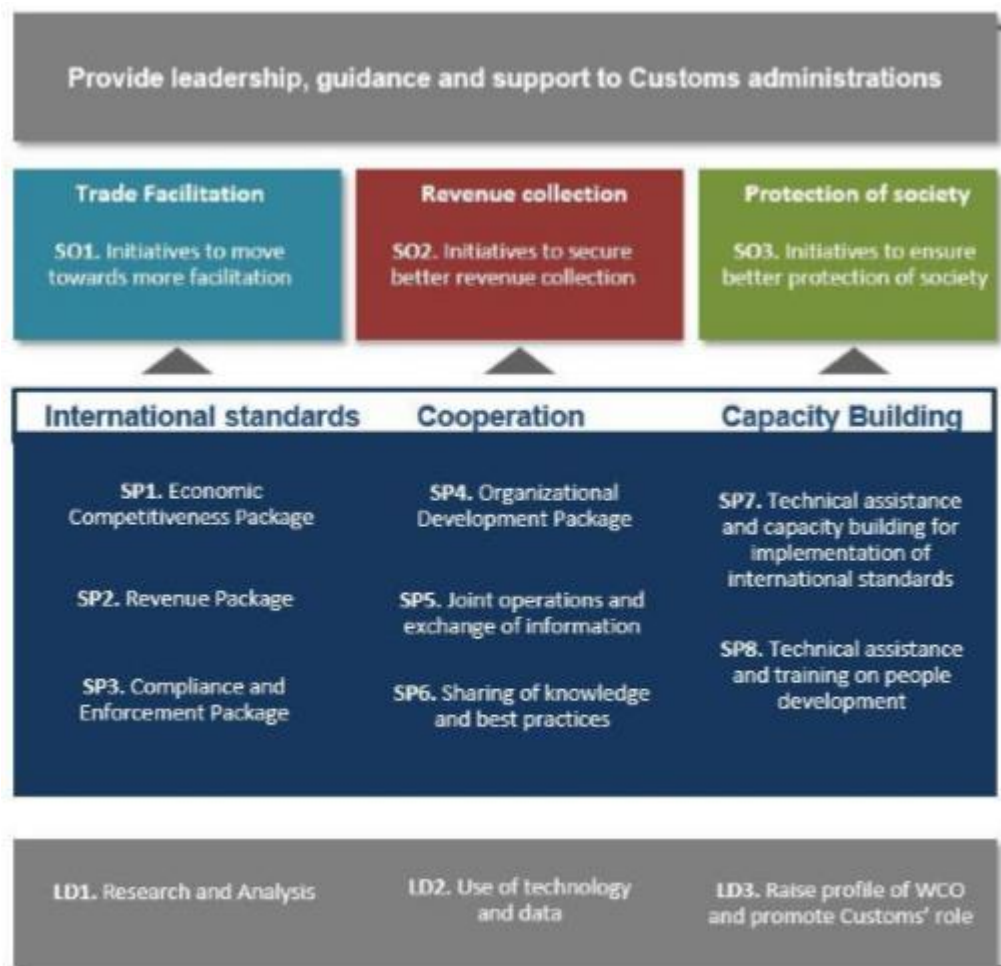 Provide leadership, guidance and support to Customs administrations
Trade Facilitation
SO1. Initiatives to move
towards more facilitation
Revenue collection
SO2. Initiatives to secure
better revenue collection
Protection of society
SO3. Initiatives to ensure
better protection of society
International standards
Cooperation
Capacity Building
SP1. Economic
Competitiveness Package
SP2. Revenue Package
SP3. Compliance and
Enforcement Package
SP4. Organizational
Development Package
SP5. Joint operations and
exchange of information
SP6. Sharing of knowledge
and best practices
SP7. Technical assistance
and capacity building for
implementation of
international standards
SP8. Technical assistance
and training on people
development
LD1. Research and Analysis
LD2. Use of technology
and data
LD3. Raise profile of WCO
and promote Customs' role